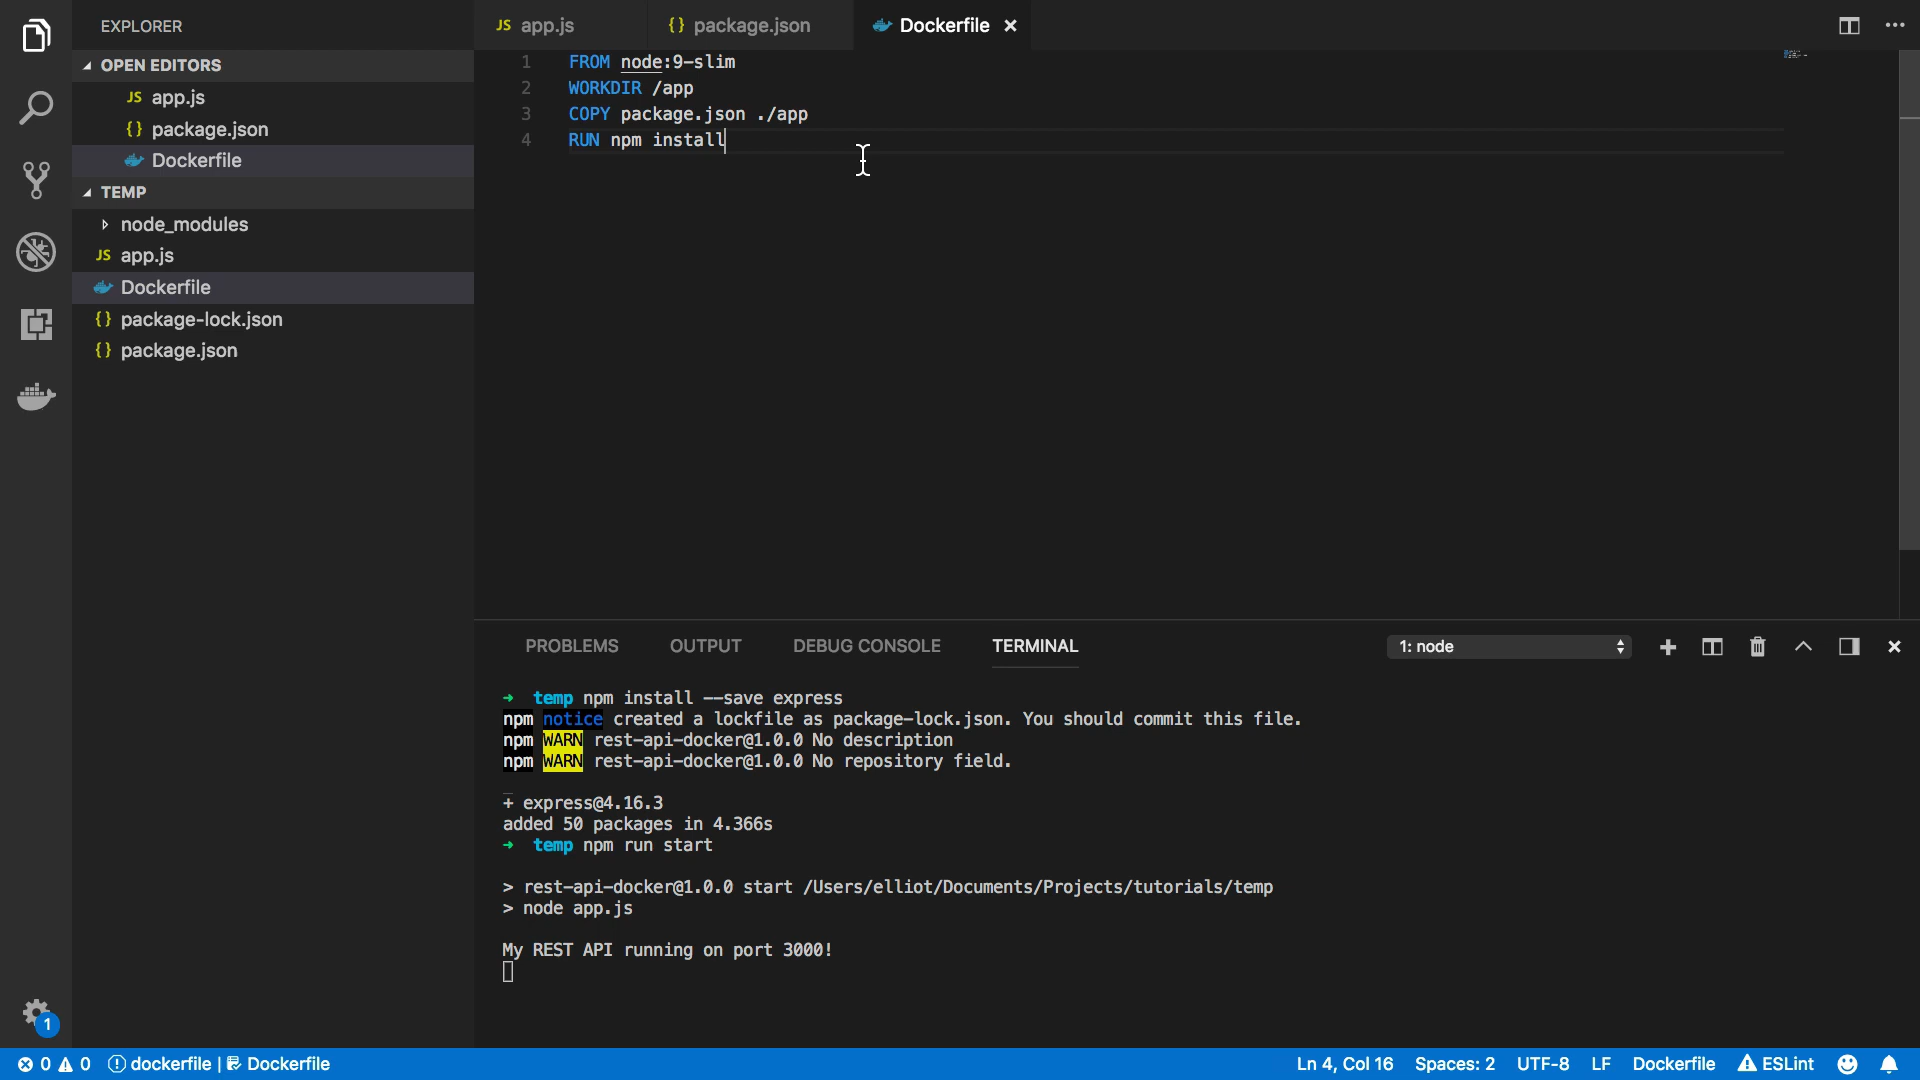 EXPLORER
OPEN EDITORS
JS app.js
{} package.json
Dockerfile
TEMP
node_modules
JS app.js
Dockerfile
{} package-lock.json
{} package.json
1
JS app.js
{} package.json
Dockerfile
1 FROM node:9-slim
2 WORKDIR /app
3 COPY package.json ./app
4 RUN npm install
PROBLEMS OUTPUT DEBUG CONSOLE TERMINAL 1: node
➜ temp npm install --save express
npm notice created a lockfile as package-lock.json. You should commit this file.
npm WARN rest-api-docker@1.0.0 No description
npm WARN rest-api-docker@1.0.0 No repository field.
+ express@4.16.3
added 50 packages in 4.366s
➜ temp npm run start
> rest-api-docker@1.0.0 start /Users/elliot/Documents/Projects/tutorials/temp
> node app.js
My REST API running on port 3000!
0 0 dockerfile | Dockerfile Ln 4, Col 16 Spaces: 2 UTF-8 LF Dockerfile ESLint